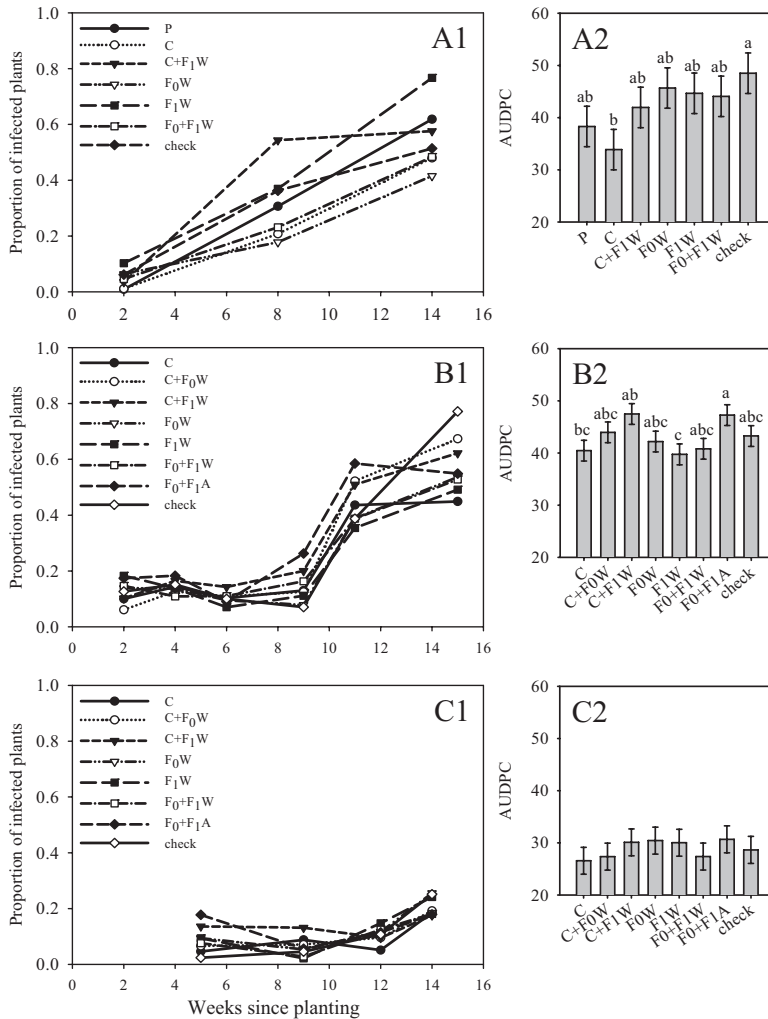 A1
Proportion of infected plants
1.0
0.8
0.6
0.4
0.2
0.0
P
C
C+F₁W
F₀W
F₁W
F₀+F₁W
check
0 2 4 6 8 10 12 14 16
A2
AUDPC
60
50
40
30
20
ab
b
ab
ab
ab
ab
a
P
C
C+F1W
F0W
F1W
F0+F1W
check
B1
Proportion of infected plants
1.0
0.8
0.6
0.4
0.2
0.0
C
C+F₀W
C+F₁W
F₀W
F₁W
F₀+F₁W
F₀+F₁A
check
0 2 4 6 8 10 12 14 16
B2
AUDPC
60
50
40
30
20
bc
abc
ab
abc
c
abc
a
abc
C
C+F0W
C+F1W
F0W
F1W
F0+F1W
F0+F1A
check
C1
Proportion of infected plants
1.0
0.8
0.6
0.4
0.2
0.0
C
C+F₀W
C+F₁W
F₀W
F₁W
F₀+F₁W
F₀+F₁A
check
0 2 4 6 8 10 12 14 16
Weeks since planting
C2
AUDPC
60
50
40
30
20
C
C+F0W
C+F1W
F0W
F1W
F0+F1W
F0+F1A
check